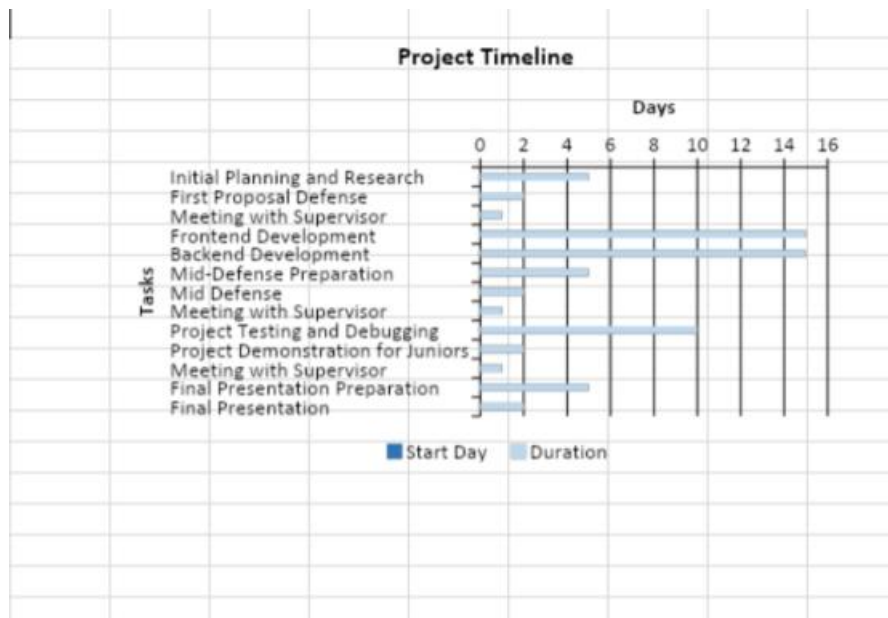 Project Timeline
Days
0 2 4 6 8 10 12 14 16
Tasks
Initial Planning and Research
First Proposal Defense
Meeting with Supervisor
Frontend Development
Backend Development
Mid-Defense Preparation
Mid Defense
Meeting with Supervisor
Project Testing and Debugging
Project Demonstration for Juniors
Meeting with Supervisor
Final Presentation Preparation
Final Presentation
Start Day Duration